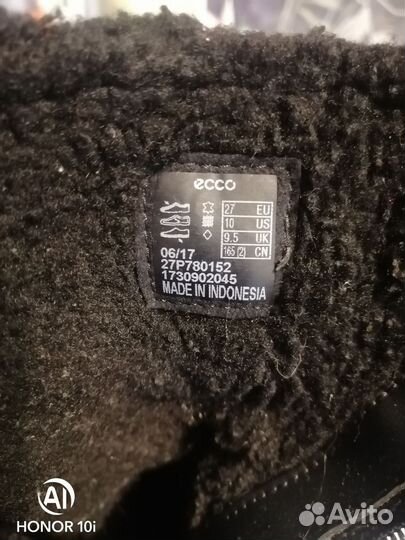 ecco
27 EU
10 US
9.5 UK
165 (2) CN
06/17
27P780152
1730902045
MADE IN INDONESIA
AI
HONOR 10i
Avito